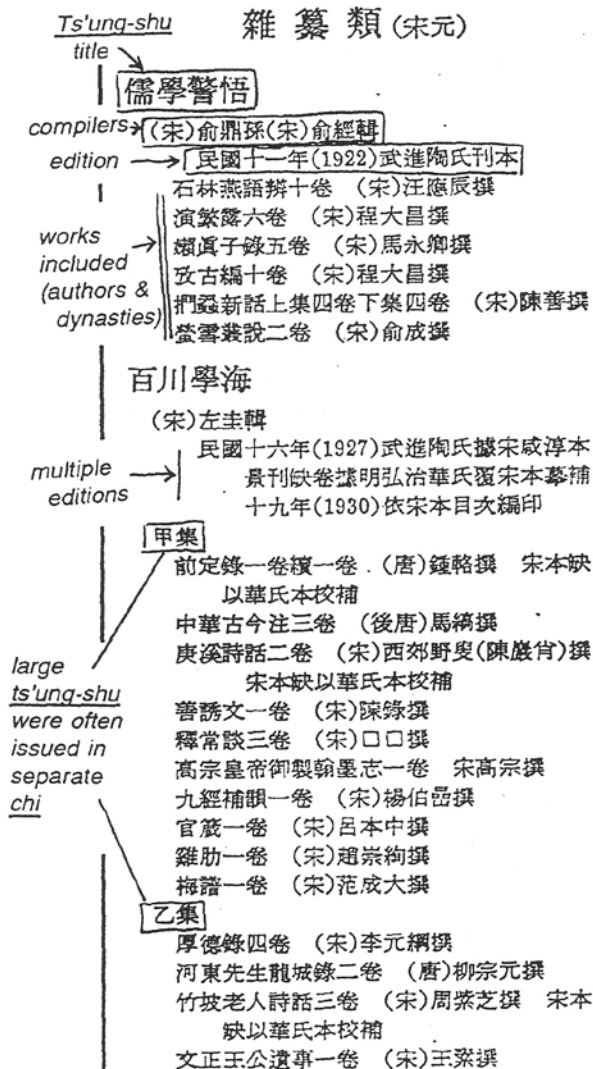 Ts'ung-shu
title
雜纂類(宋元)
儒學警悟
compilers
(宋)俞鼎孫(宋)俞經輯
edition
民國十一年(1922)武進陶氏刊本
works
included
(authors &
dynasties)
石林燕語辨十卷 (宋)汪應辰撰
演繁露六卷 (宋)程大昌撰
嬾眞子錄五卷 (宋)馬永卿撰
攷古編十卷 (宋)程大昌撰
捫蝨新話上集四卷下集四卷 (宋)陳善撰
螢雪叢說二卷 (宋)俞成撰
百川學海
(宋)左圭輯
multiple
editions
民國十六年(1927)武進陶氏據宋咸淳本
景刊缺卷據明弘治華氏覆宋本摹補
十九年(1930)依宋本目次編印
large
ts'ung-shu
were often
issued in
separate
chi
甲集
前定錄一卷續一卷 (唐)鍾輅撰 宋本缺
以華氏本校補
中華古今注三卷 (後唐)馬縞撰
庚溪詩話二卷 (宋)西郊野叟(陳巖肖)撰
宋本缺以華氏本校補
善誘文一卷 (宋)陳錄撰
釋常談三卷 (宋)□□撰
高宗皇帝御製翰墨志一卷 宋高宗撰
九經補韻一卷 (宋)楊伯嵒撰
官箴一卷 (宋)呂本中撰
雞肋一卷 (宋)趙崇絢撰
梅譜一卷 (宋)范成大撰
乙集
厚德錄四卷 (宋)李元綱撰
河東先生龍城錄二卷 (唐)柳宗元撰
竹坡老人詩話三卷 (宋)周紫芝撰 宋本
缺以華氏本校補
文正王公遺事一卷 (宋)王素撰